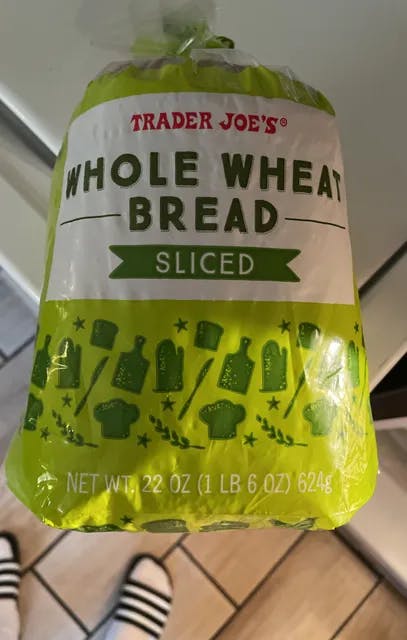 TRADER JOE'S®
WHOLE WHEAT
BREAD
SLICED
NET WT. 22 OZ (1 LB 6 OZ) 624g